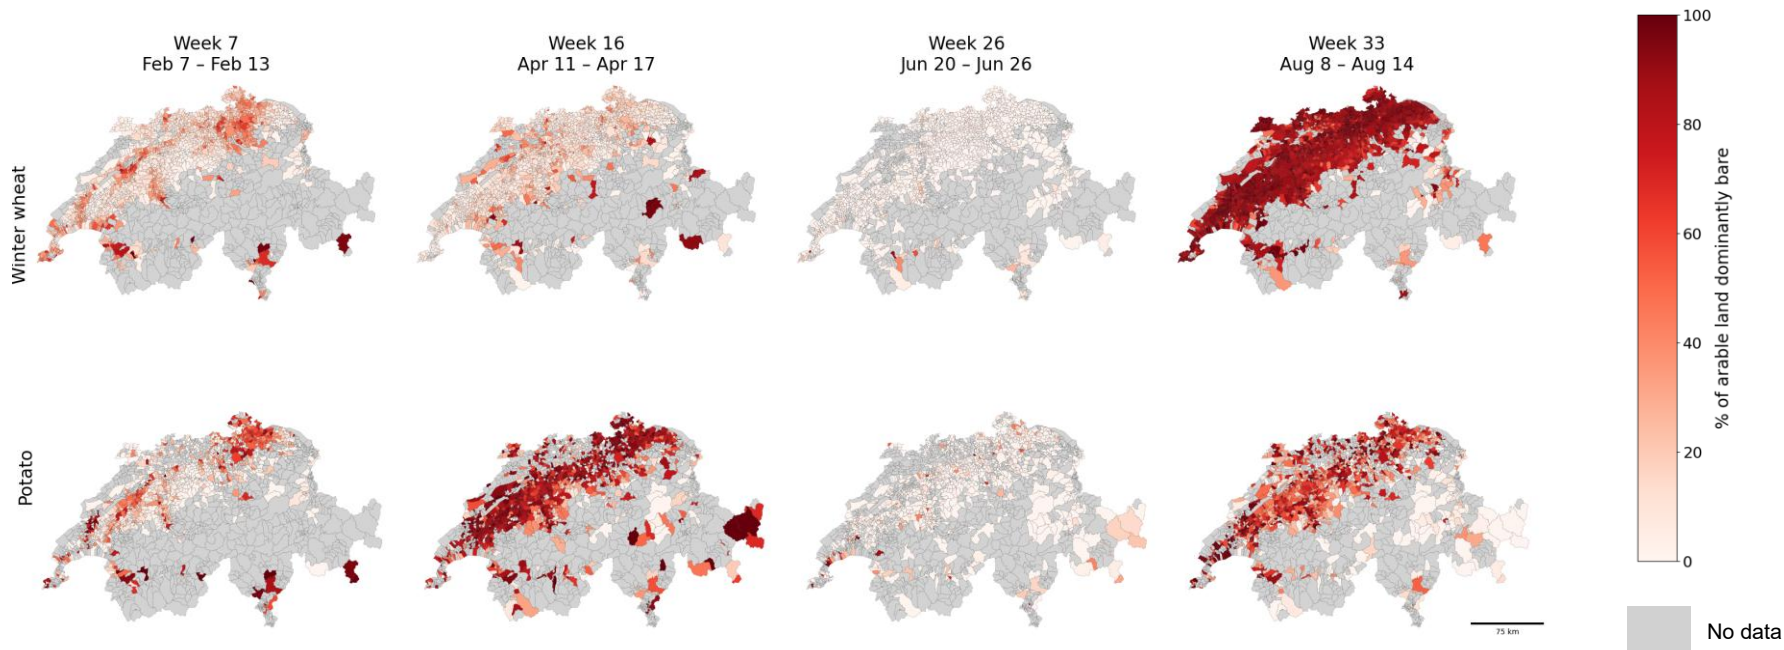 Week 7
Feb 7 – Feb 13
Week 16
Apr 11 – Apr 17
Week 26
Jun 20 – Jun 26
Week 33
Aug 8 – Aug 14
Winter wheat
Potato
100
80
60
40
20
0
% of arable land dominantly bare
75 km
No data